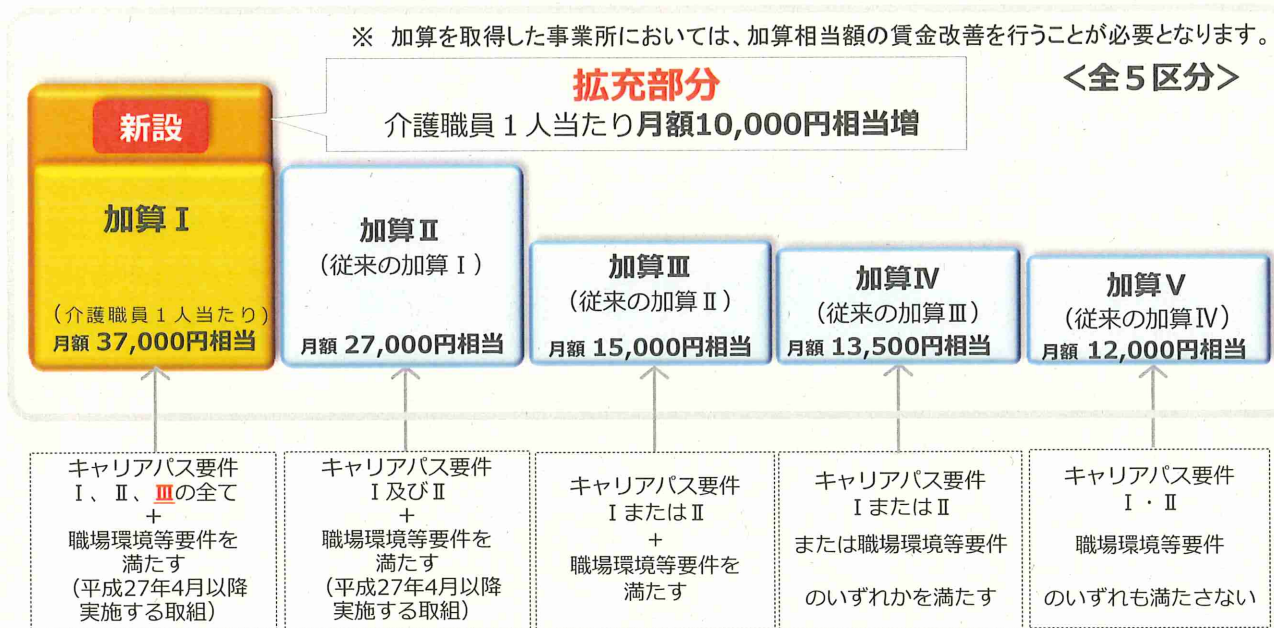 ※ 加算を取得した事業所においては、加算相当額の賃金改善を行うことが必要となります。
<全5区分>
拡充部分
介護職員1人当たり月額10,000円相当増
新設
加算Ⅰ
(介護職員1人当たり)
月額 37,000円相当
加算Ⅱ
(従来の加算Ⅰ)
月額 27,000円相当
加算Ⅲ
(従来の加算Ⅱ)
月額 15,000円相当
加算Ⅳ
(従来の加算Ⅲ)
月額 13,500円相当
加算Ⅴ
(従来の加算Ⅳ)
月額 12,000円相当
キャリアパス要件
Ⅰ、Ⅱ、Ⅲの全て
+
職場環境等要件を
満たす
(平成27年4月以降
実施する取組)
キャリアパス要件
Ⅰ及びⅡ
+
職場環境等要件を
満たす
(平成27年4月以降
実施する取組)
キャリアパス要件
ⅠまたはⅡ
+
職場環境等要件を
満たす
キャリアパス要件
ⅠまたはⅡ
または職場環境等要件
のいずれかを満たす
キャリアパス要件
Ⅰ・Ⅱ
職場環境等要件
のいずれも満たさない